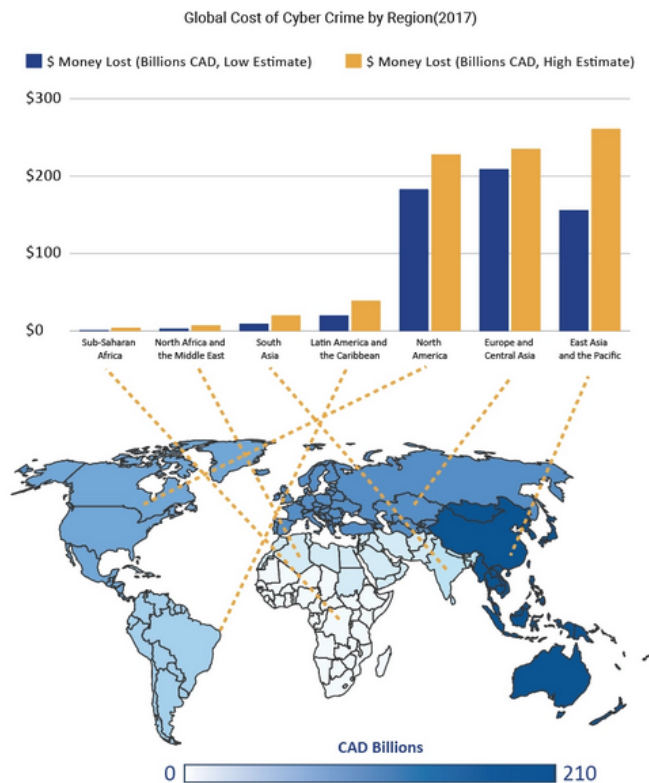 Global Cost of Cyber Crime by Region(2017)
$ Money Lost (Billions CAD, Low Estimate) $ Money Lost (Billions CAD, High Estimate)
$300
$200
$100
$0
Sub-Saharan
Africa
North Africa and
the Middle East
South
Asia
Latin America and
the Caribbean
North
America
Europe and
Central Asia
East Asia
and the Pacific
CAD Billions
0 210